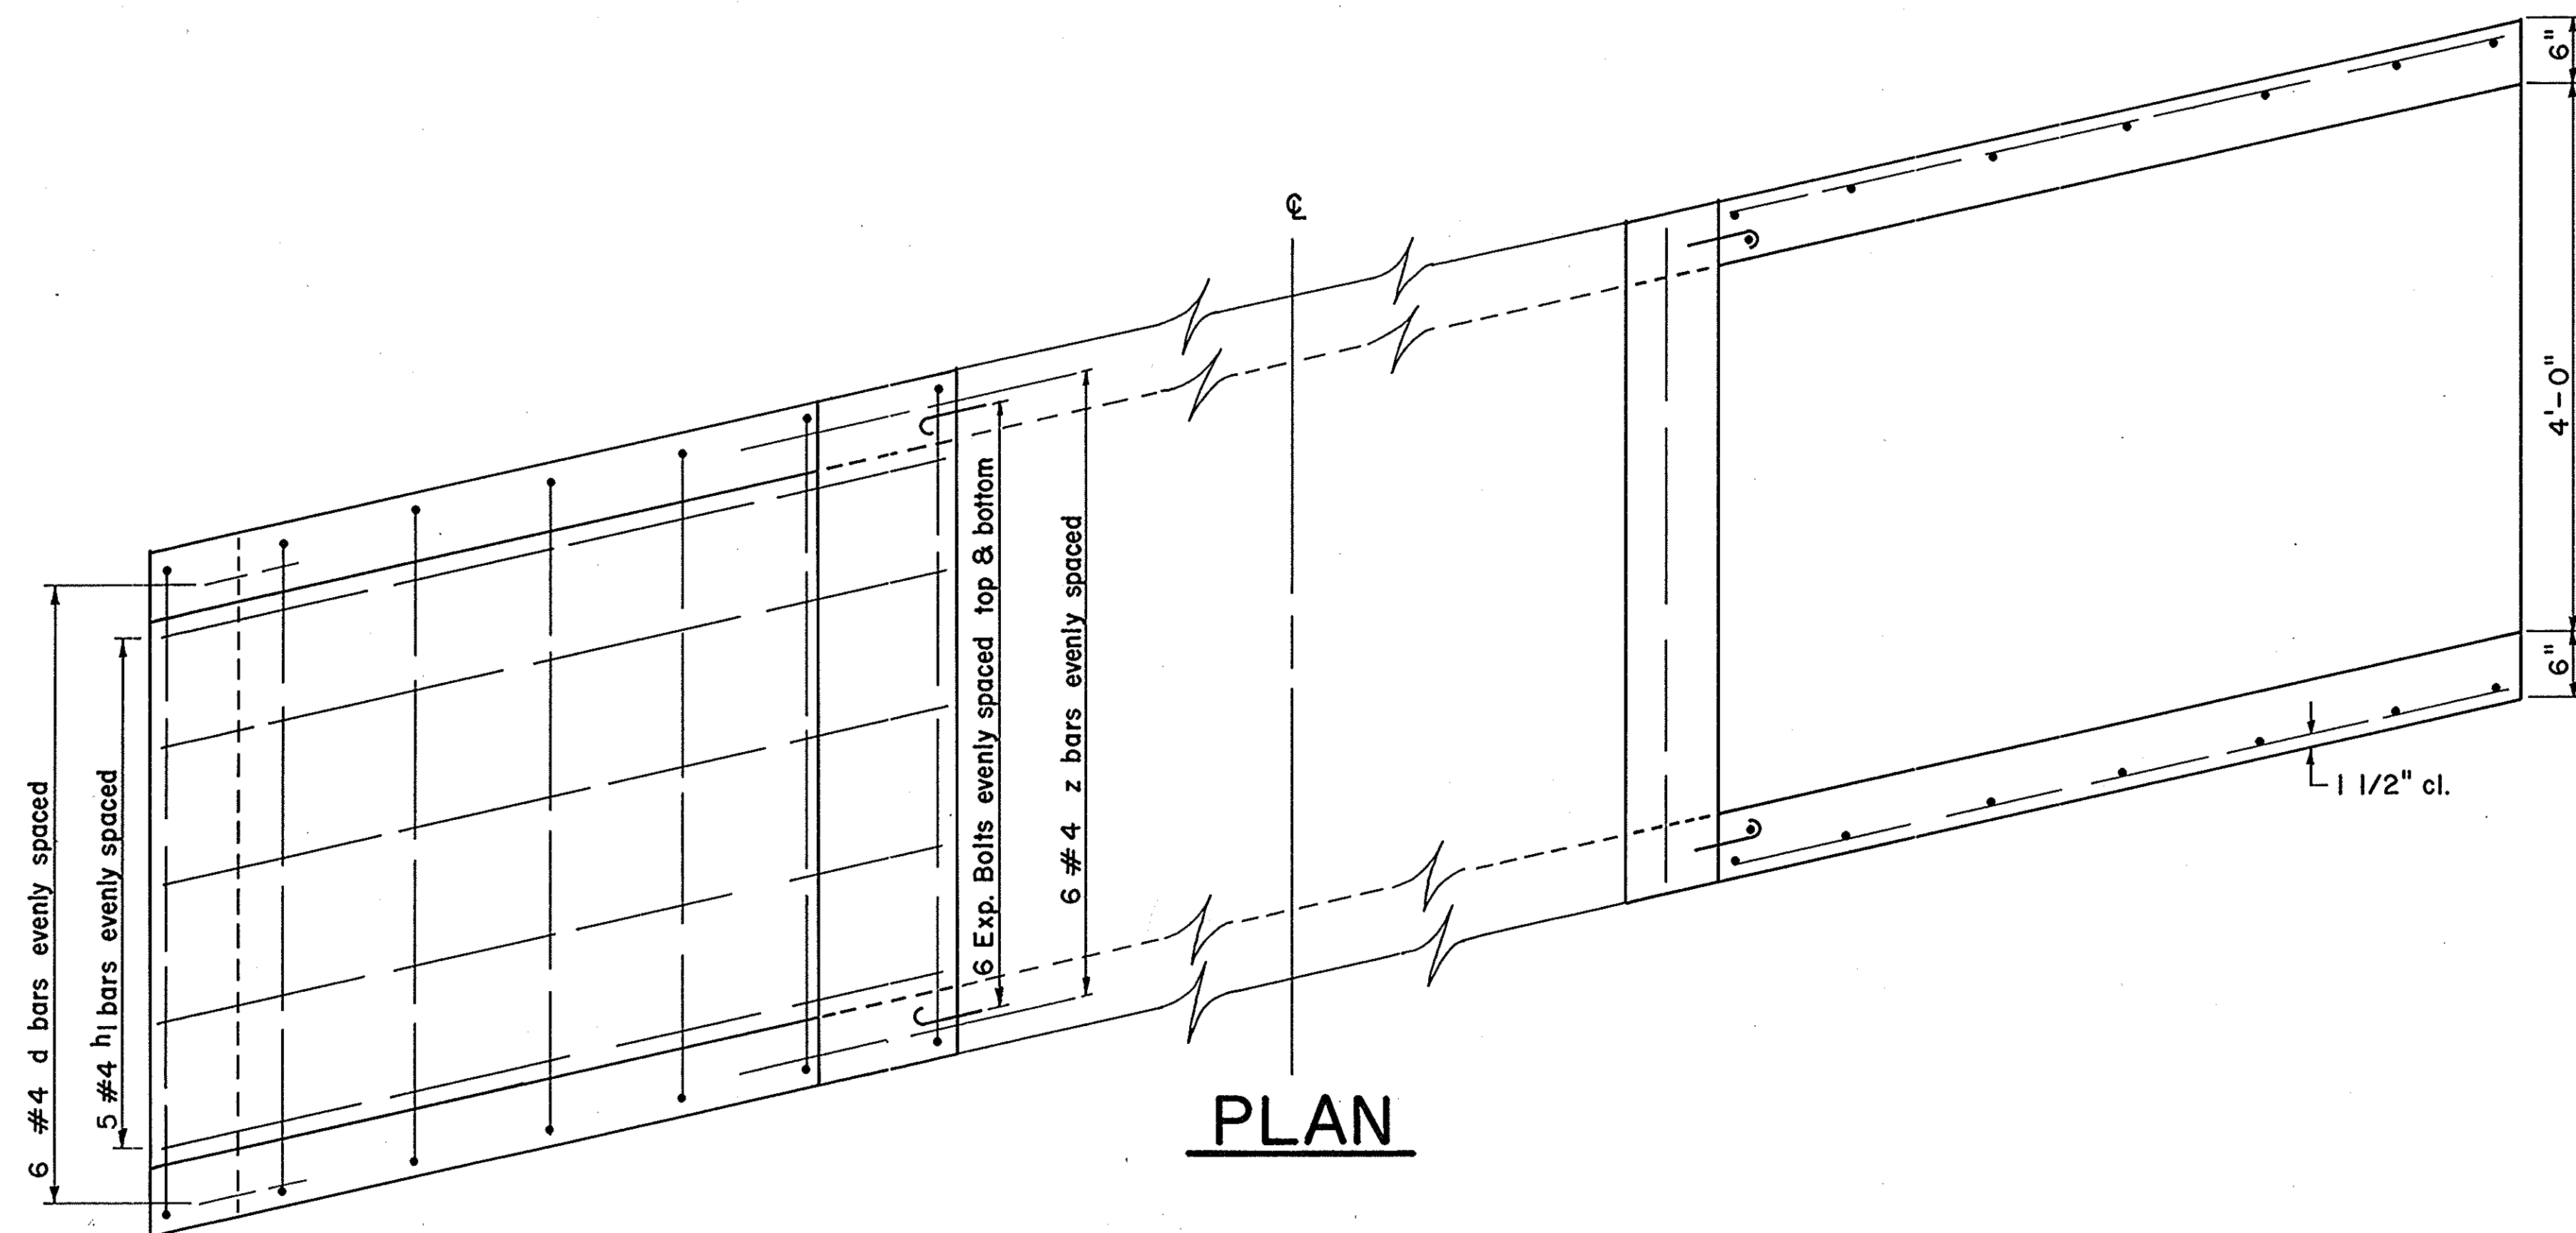 6"
℄
4'-0"
6 Exp. Bolts evenly spaced top & bottom
6 #4 z bars evenly spaced
6"
6 #4 d bars evenly spaced
5 #4 h1 bars evenly spaced
1 1/2" cl.
PLAN